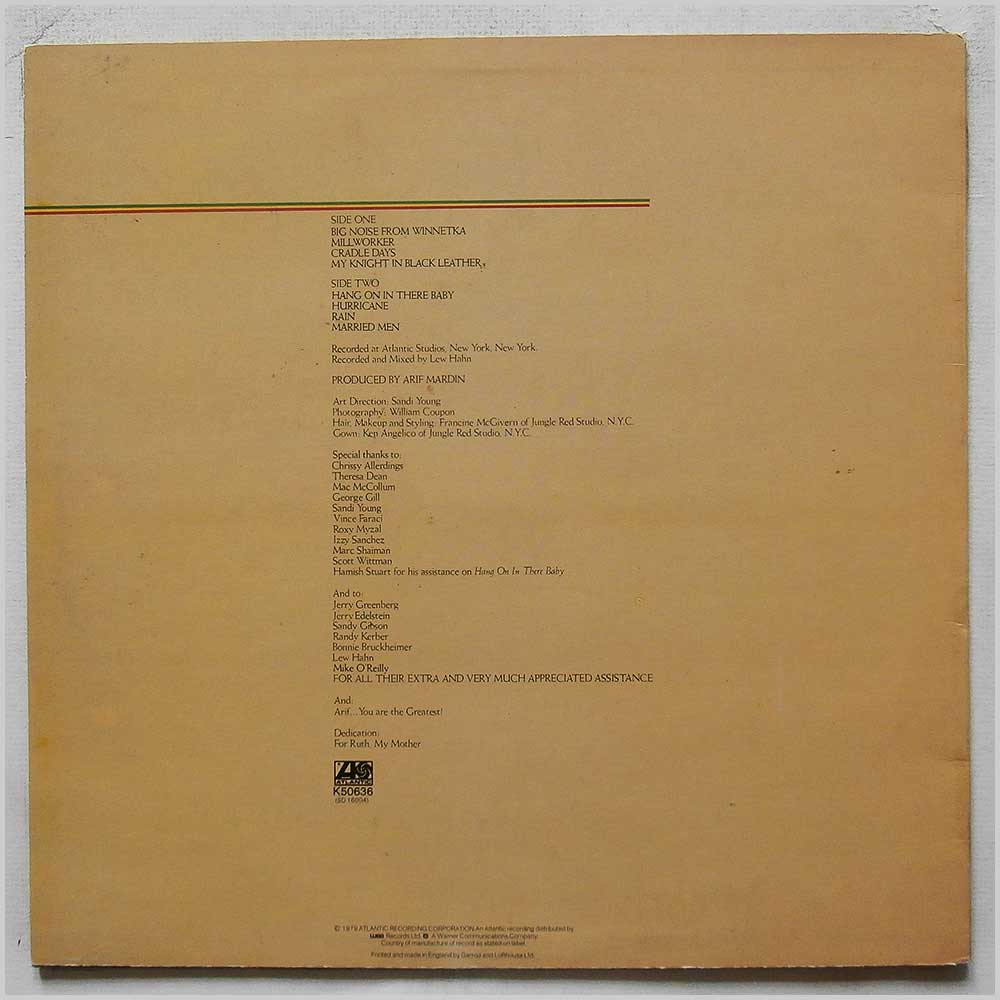 SIDE ONE
BIG NOISE FROM WINNETKA
MILLWORKER
CRADLE DAYS
MY KNIGHT IN BLACK LEATHER
SIDE TWO
HANG ON IN THERE BABY
HURRICANE
RAIN
MARRIED MEN
Recorded at Atlantic Studios, New York, New York.
Recorded and Mixed by Lew Hahn
PRODUCED BY ARIF MARDIN
Art Direction: Sandi Young
Photography: William Coupon
Hair, Makeup and Styling: Francine McGivern of Jungle Red Studio, N.Y.C.
Gown: Ken Angelico of Jungle Red Studio, N.Y.C.
Special thanks to:
Chrissy Allerdings
Theresa Dean
Mac McCollum
George Gill
Sandi Young
Vince Faraci
Roxy Myzal
Izzy Sanchez
Marc Shaiman
Scott Wittman
Hamish Stuart for his assistance on Hang On In There Baby
And to:
Jerry Greenberg
Jerry Edelstein
Sandy Gibson
Randy Kerber
Bonnie Bruckheimer
Lew Hahn
Mike O'Reilly
FOR ALL THEIR EXTRA AND VERY MUCH APPRECIATED ASSISTANCE
And:
Arif...You are the Greatest!
Dedication:
For Ruth, My Mother
ATLANTIC
K50636
(SD 16004)
© 1979 ATLANTIC RECORDING CORPORATION. An Atlantic recording distributed by
wea Records Ltd. A Warner Communications Company.
Country of manufacture of record as stated on label.
Printed and made in England by Garrod and Lofthouse Ltd.